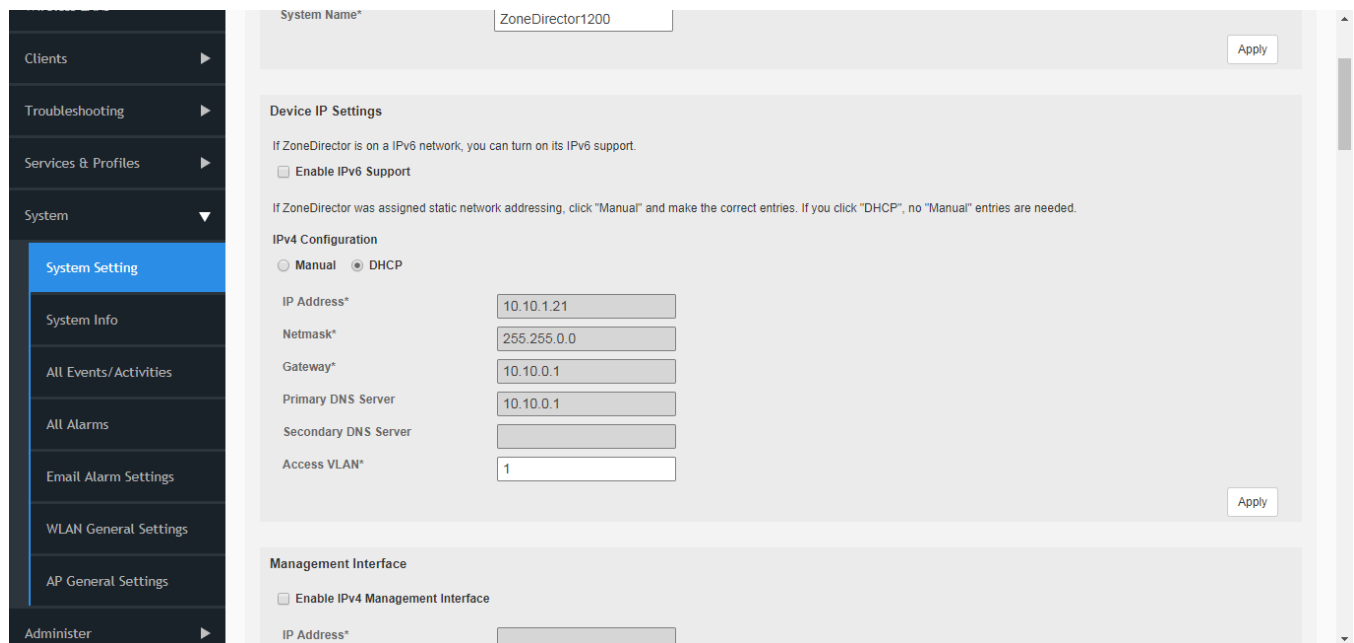 System Name*
ZoneDirector1200
Apply
Clients
Troubleshooting
Services & Profiles
System
System Setting
System Info
All Events/Activities
All Alarms
Email Alarm Settings
WLAN General Settings
AP General Settings
Administer
Device IP Settings
If ZoneDirector is on a IPv6 network, you can turn on its IPv6 support.
Enable IPv6 Support
If ZoneDirector was assigned static network addressing, click "Manual" and make the correct entries. If you click "DHCP", no "Manual" entries are needed.
IPv4 Configuration
Manual DHCP
IP Address* 10.10.1.21
Netmask* 255.255.0.0
Gateway* 10.10.0.1
Primary DNS Server 10.10.0.1
Secondary DNS Server
Access VLAN* 1
Apply
Management Interface
Enable IPv4 Management Interface
IP Address*